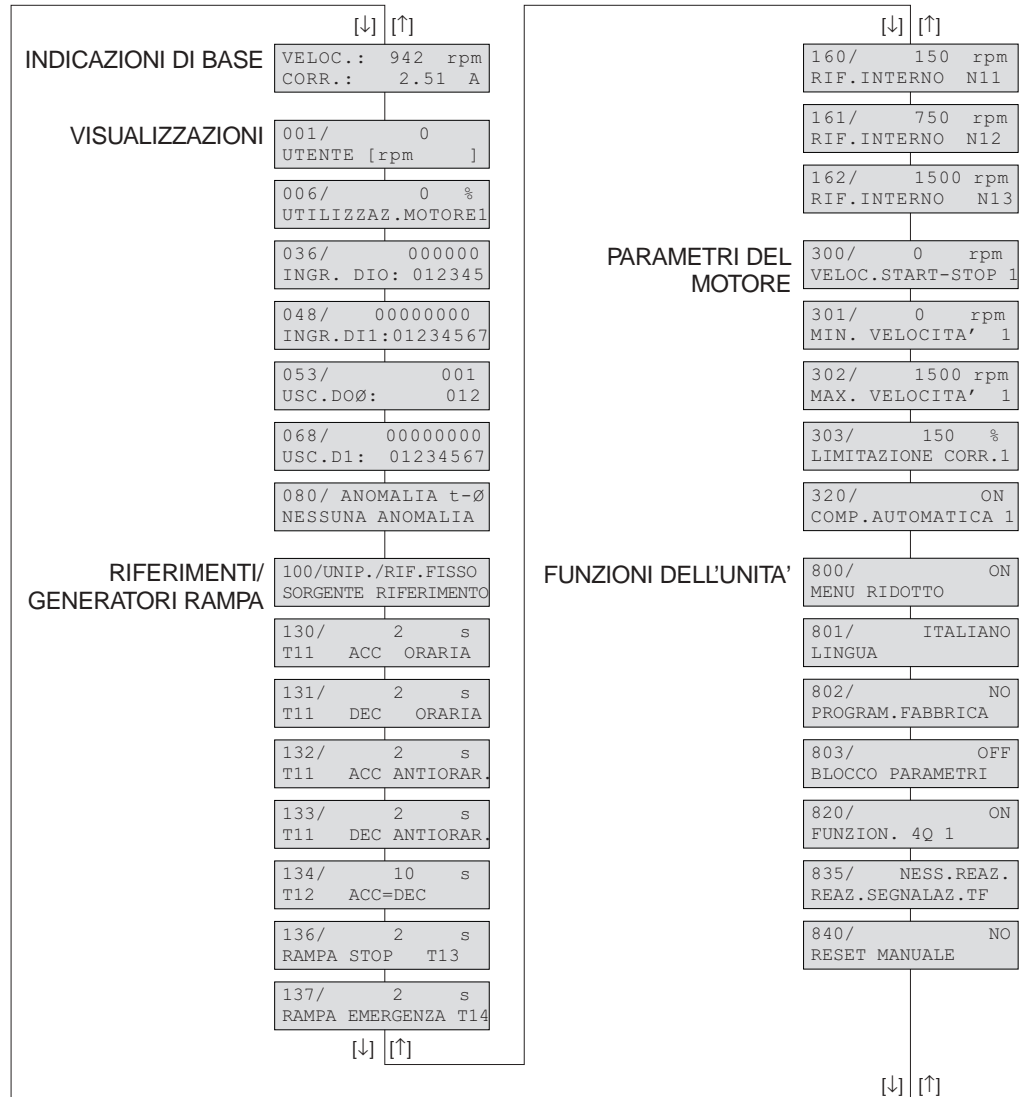 [↓] [↑]
INDICAZIONI DI BASE
VELOC.: 942 rpm
CORR.: 2.51 A
VISUALIZZAZIONI
001/ 0
UTENTE [rpm ]
006/ 0 %
UTILIZZAZ.MOTORE1
036/ 000000
INGR. DIO: 012345
048/ 00000000
INGR.DI1:01234567
053/ 001
USC.DOØ: 012
068/ 00000000
USC.D1: 01234567
080/ ANOMALIA t-Ø
NESSUNA ANOMALIA
RIFERIMENTI/
GENERATORI RAMPA
100/UNIP./RIF.FISSO
SORGENTE RIFERIMENTO
130/ 2 s
T11 ACC ORARIA
131/ 2 s
T11 DEC ORARIA
132/ 2 s
T11 ACC ANTIORAR.
133/ 2 s
T11 DEC ANTIORAR.
134/ 10 s
T12 ACC=DEC
136/ 2 s
RAMPA STOP T13
137/ 2 s
RAMPA EMERGENZA T14
[↓] [↑]
[↓] [↑]
160/ 150 rpm
RIF.INTERNO N11
161/ 750 rpm
RIF.INTERNO N12
162/ 1500 rpm
RIF.INTERNO N13
PARAMETRI DEL
MOTORE
300/ 0 rpm
VELOC.START-STOP 1
301/ 0 rpm
MIN. VELOCITA’ 1
302/ 1500 rpm
MAX. VELOCITA’ 1
303/ 150 %
LIMITAZIONE CORR.1
320/ ON
COMP.AUTOMATICA 1
FUNZIONI DELL’UNITA’
800/ ON
MENU RIDOTTO
801/ ITALIANO
LINGUA
802/ NO
PROGRAM.FABBRICA
803/ OFF
BLOCCO PARAMETRI
820/ ON
FUNZION. 4Q 1
835/ NESS.REAZ.
REAZ.SEGNALAZ.TF
840/ NO
RESET MANUALE
[↓] [↑]